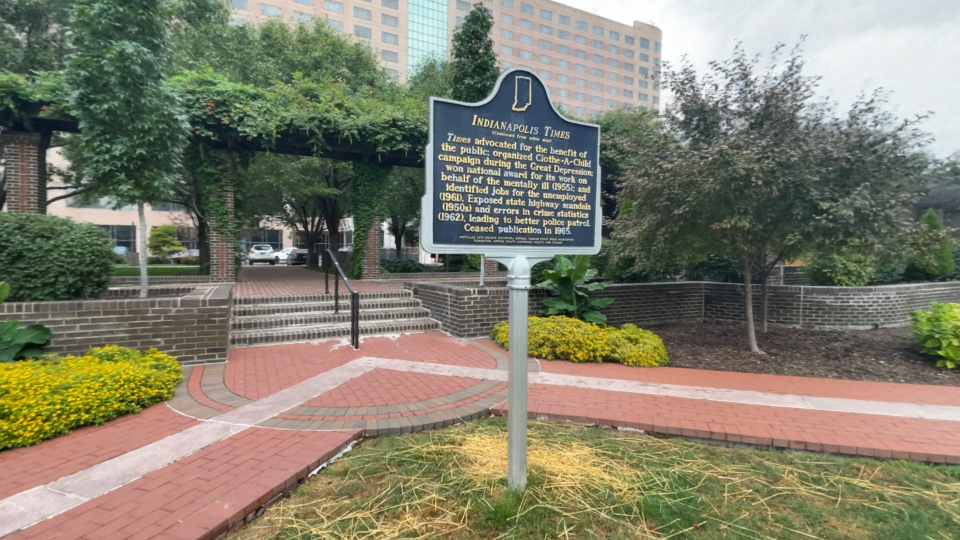 INDIANAPOLIS TIMES
(Continued from other side)
Times advocated for the benefit of
the public: organized Clothe-A-Child
campaign during the Great Depression;
won national award for its work on
behalf of the mentally ill (1955); and
identified jobs for the unemployed
(1961). Exposed state highway scandals
(1950s) and errors in crime statistics
(1962), leading to better police patrol.
Ceased publication in 1965.